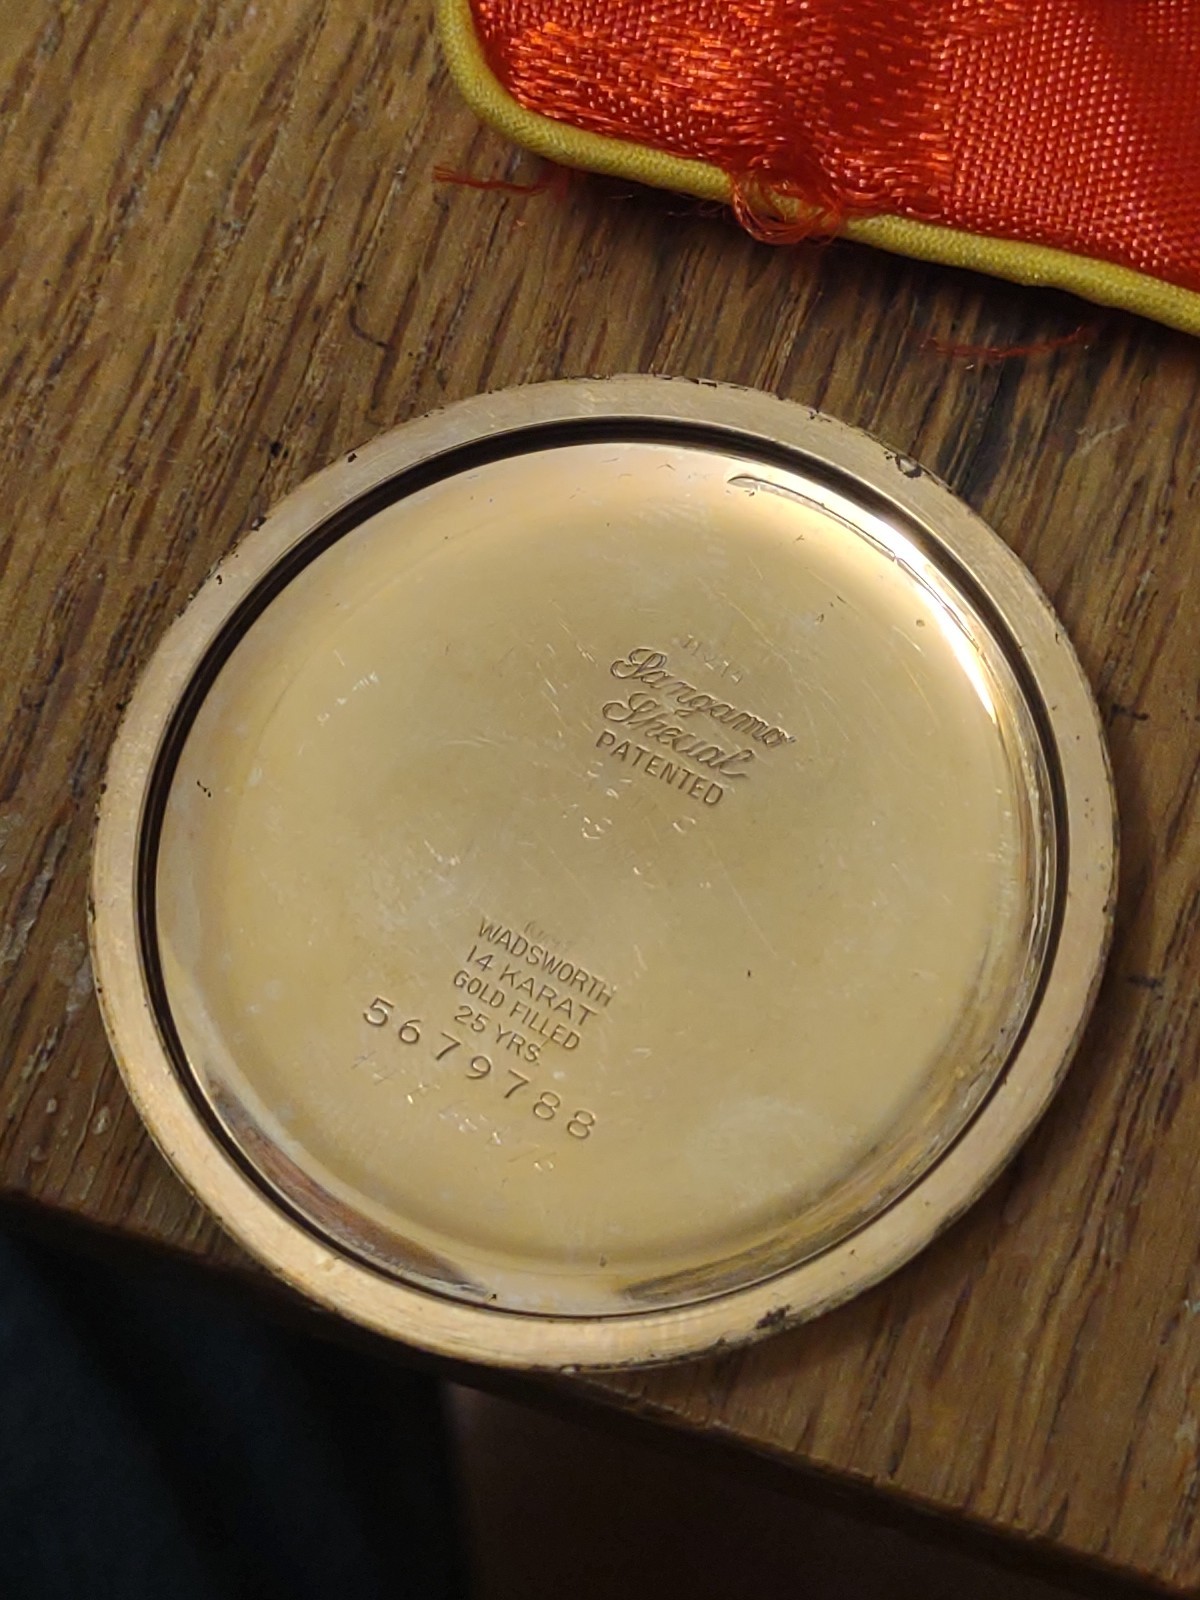 Sangamo
Special
PATENTED
WADSWORTH
14 KARAT
GOLD FILLED
25 YRS.
5679788